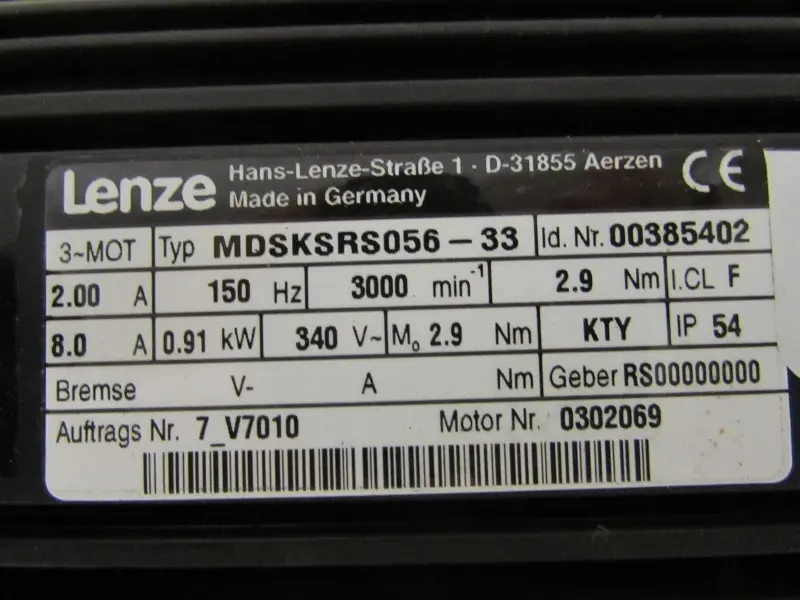 Lenze Hans-Lenze-Straße 1 · D-31855 Aerzen CE
Made in Germany
3~MOT Typ MDSKSRS056-33 Id. Nr. 00385402
2.00 A 150 Hz 3000 min⁻¹ 2.9 Nm I.CL F
8.0 A 0.91 kW 340 V~ M₀ 2.9 Nm KTY IP 54
Bremse V- A Nm Geber RS00000000
Auftrags Nr. 7_V7010 Motor Nr. 0302069